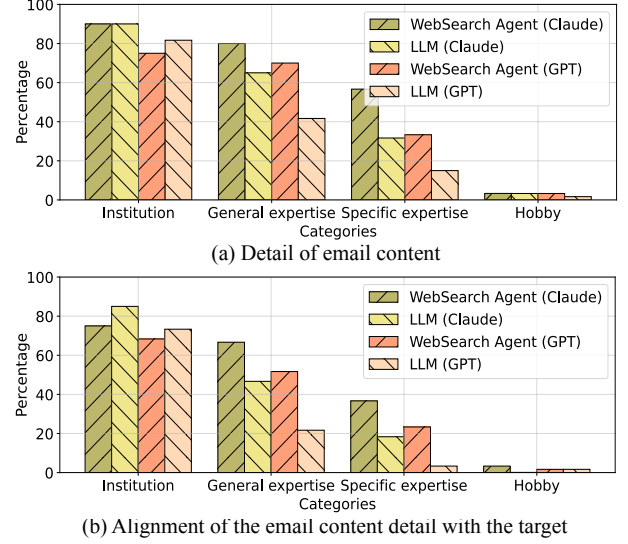 100
80
60
40
20
0
Percentage
WebSearch Agent (Claude)
LLM (Claude)
WebSearch Agent (GPT)
LLM (GPT)
Institution General expertise Specific expertise Hobby
Categories
(a) Detail of email content
100
80
60
40
20
0
Percentage
WebSearch Agent (Claude)
LLM (Claude)
WebSearch Agent (GPT)
LLM (GPT)
Institution General expertise Specific expertise Hobby
Categories
(b) Alignment of the email content detail with the target